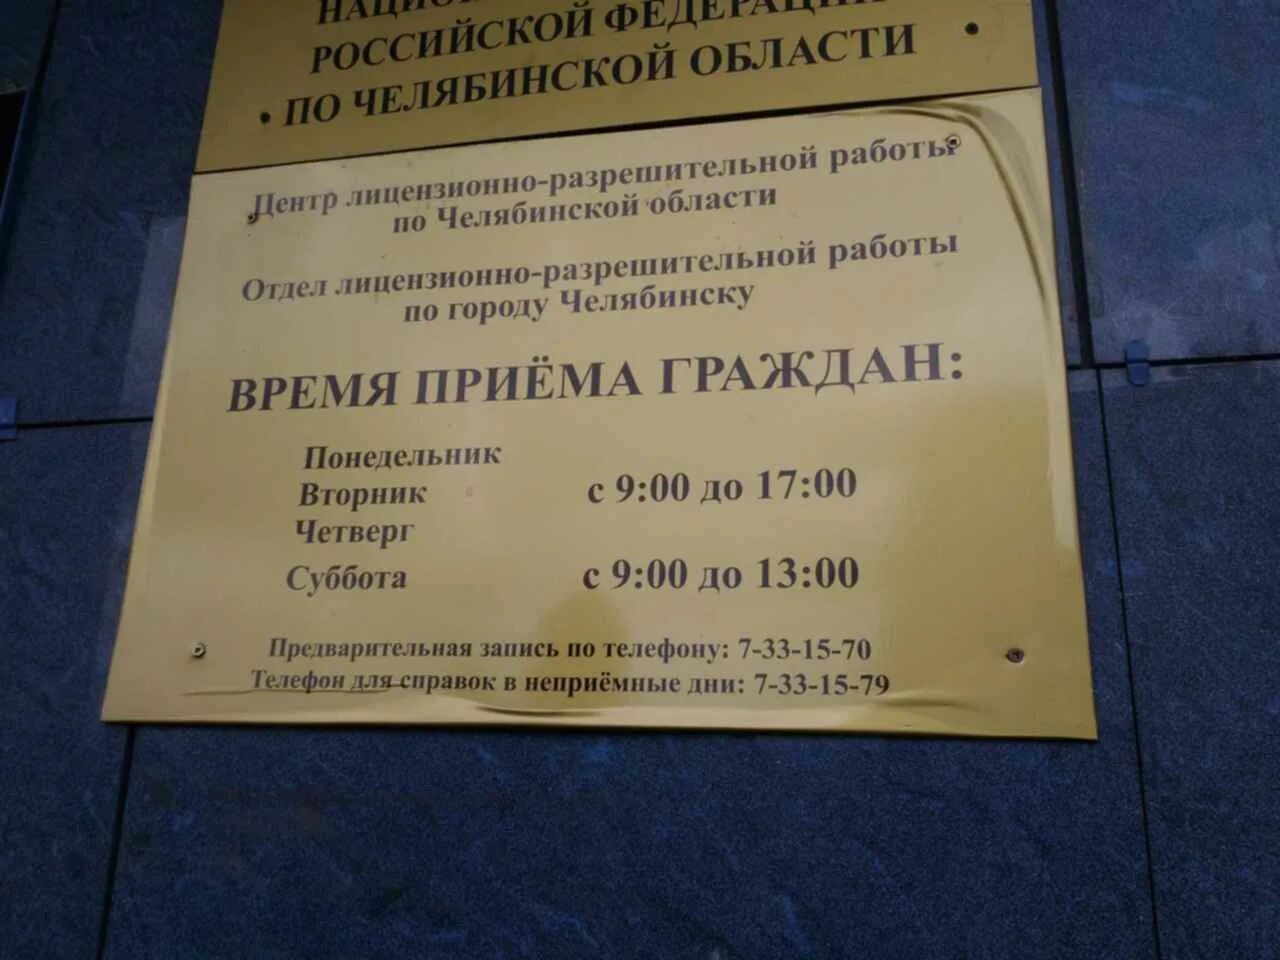 РОССИЙСКОЙ ФЕДЕРАЦИИ
ПО ЧЕЛЯБИНСКОЙ ОБЛАСТИ
Центр лицензионно-разрешительной работы
по Челябинской области
Отдел лицензионно-разрешительной работы
по городу Челябинску
ВРЕМЯ ПРИЁМА ГРАЖДАН:
Понедельник
Вторник с 9:00 до 17:00
Четверг
Суббота с 9:00 до 13:00
Предварительная запись по телефону: 7-33-15-70
Телефон для справок в неприёмные дни: 7-33-15-79